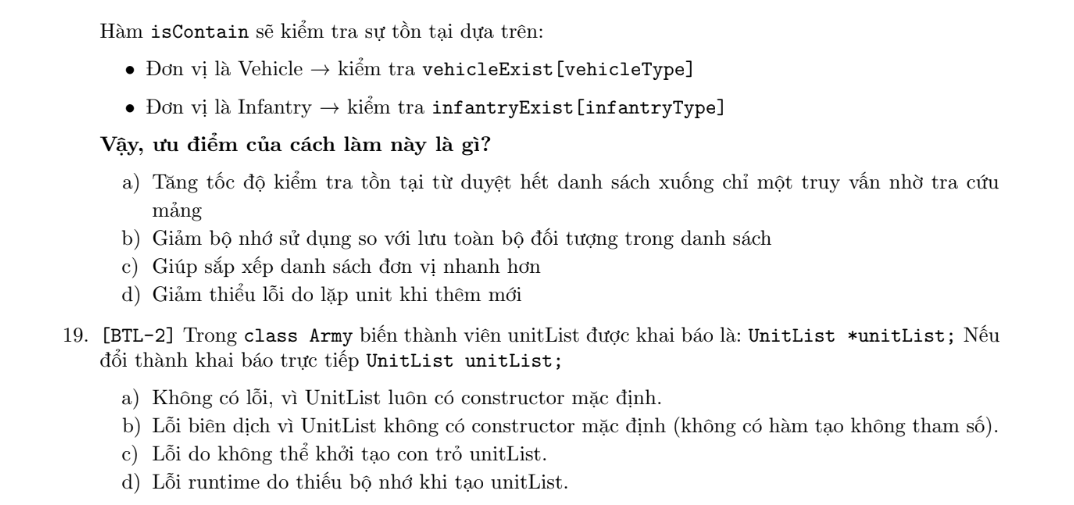 Hàm isContain sẽ kiểm tra sự tồn tại dựa trên:
• Đơn vị là Vehicle → kiểm tra vehicleExist[vehicleType]
• Đơn vị là Infantry → kiểm tra infantryExist[infantryType]
Vậy, ưu điểm của cách làm này là gì?
a) Tăng tốc độ kiểm tra tồn tại từ duyệt hết danh sách xuống chỉ một truy vấn nhờ tra cứu
mảng
b) Giảm bộ nhớ sử dụng so với lưu toàn bộ đối tượng trong danh sách
c) Giúp sắp xếp danh sách đơn vị nhanh hơn
d) Giảm thiểu lỗi do lặp unit khi thêm mới
19. [BTL-2] Trong class Army biến thành viên unitList được khai báo là: UnitList *unitList; Nếu
đổi thành khai báo trực tiếp UnitList unitList;
a) Không có lỗi, vì UnitList luôn có constructor mặc định.
b) Lỗi biên dịch vì UnitList không có constructor mặc định (không có hàm tạo không tham số).
c) Lỗi do không thể khởi tạo con trỏ unitList.
d) Lỗi runtime do thiếu bộ nhớ khi tạo unitList.